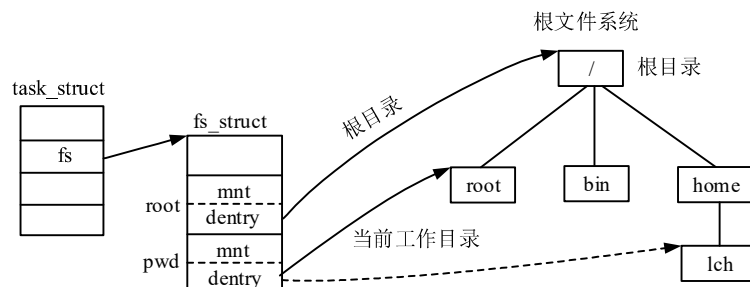 根文件系统
/
根目录
task_struct
fs
fs_struct
根目录
root
mnt
dentry
pwd
mnt
dentry
当前工作目录
root
bin
home
lch